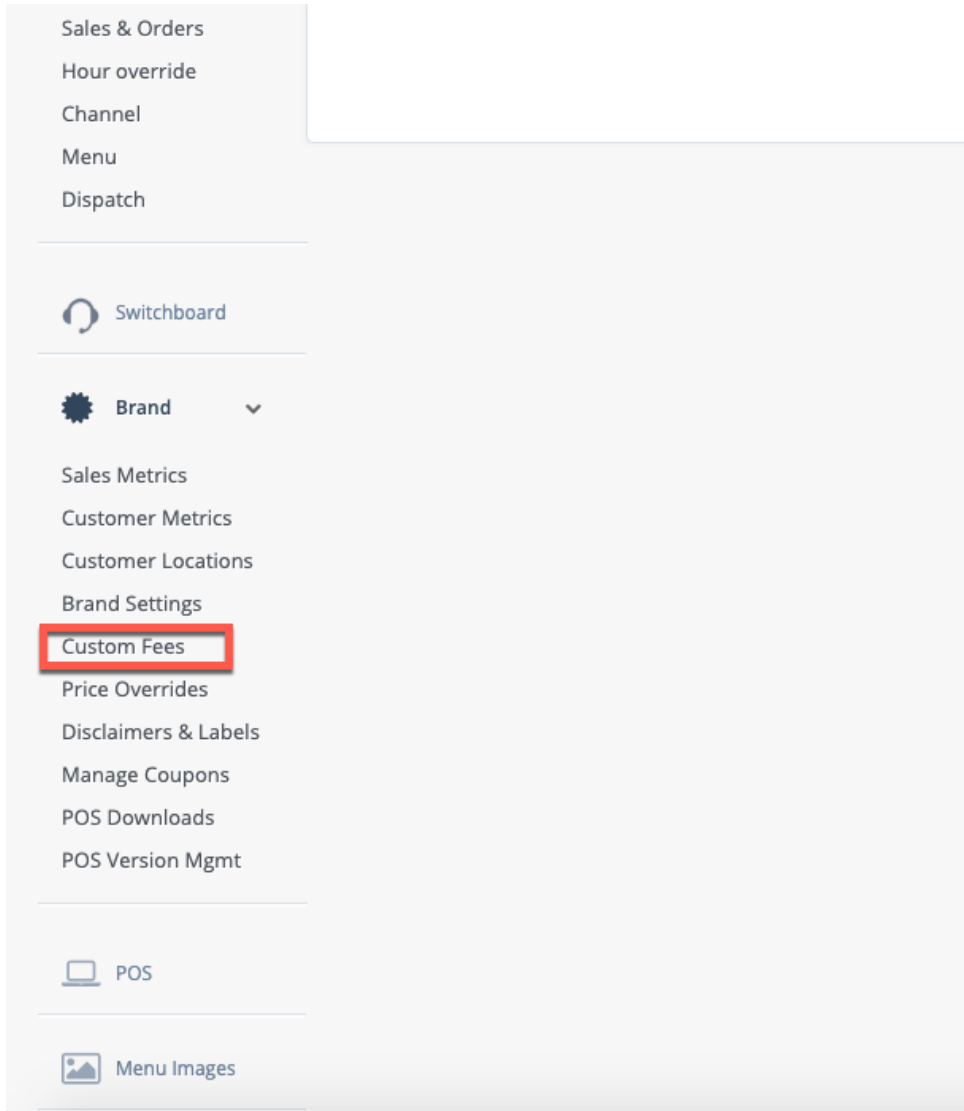 Sales & Orders
Hour override
Channel
Menu
Dispatch
Switchboard
Brand
Sales Metrics
Customer Metrics
Customer Locations
Brand Settings
Custom Fees
Price Overrides
Disclaimers & Labels
Manage Coupons
POS Downloads
POS Version Mgmt
POS
Menu Images